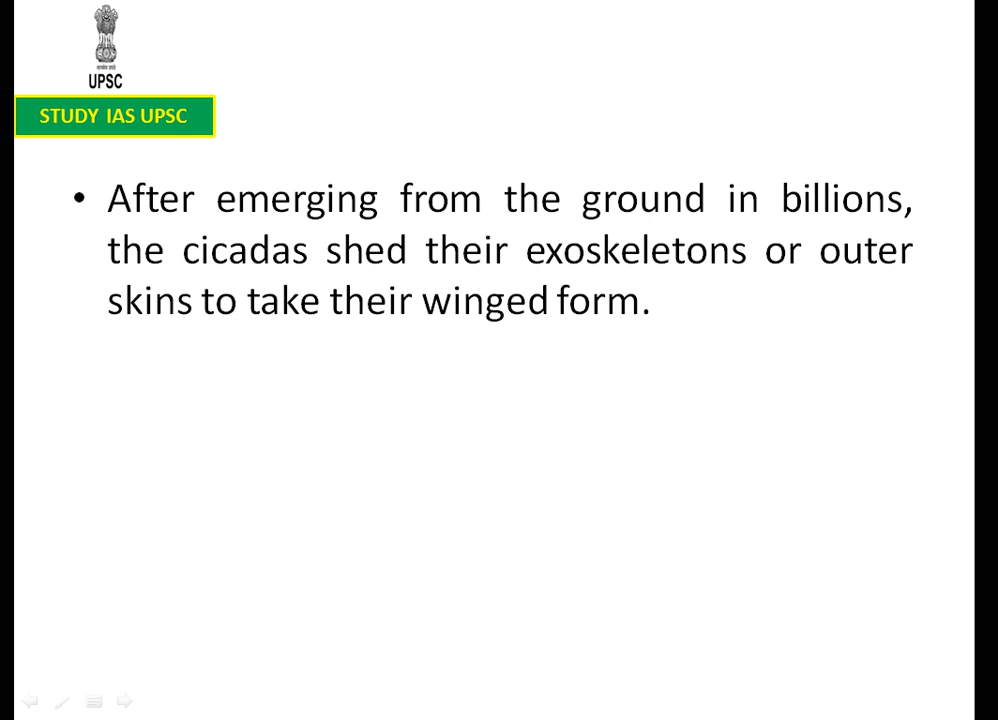 UPSC
STUDY IAS UPSC
• After emerging from the ground in billions,
the cicadas shed their exoskeletons or outer
skins to take their winged form.